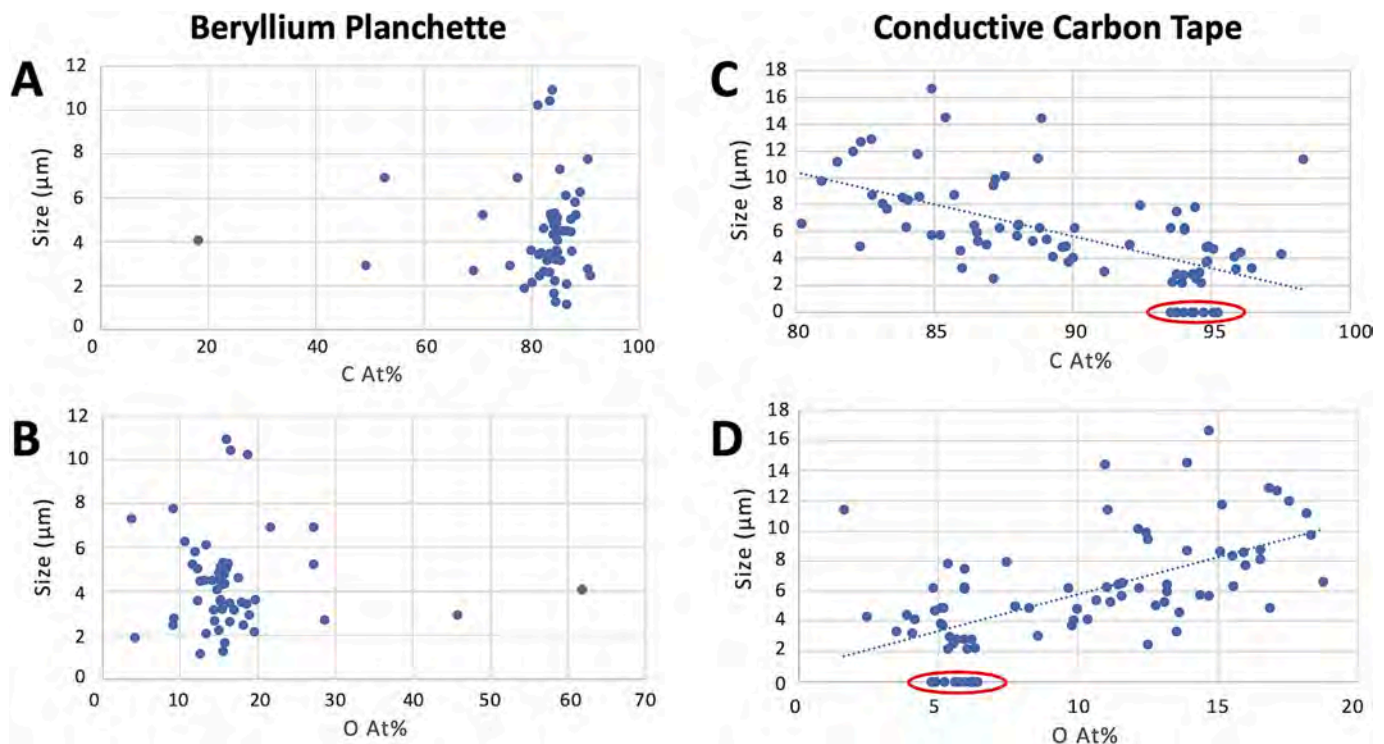 Beryllium Planchette
Conductive Carbon Tape
A
Size (μm)
12
10
8
6
4
2
0
0 20 40 60 80 100
C At%
C
Size (μm)
18
16
14
12
10
8
6
4
2
0
80 85 90 95 100
C At%
B
Size (μm)
12
10
8
6
4
2
0
0 10 20 30 40 50 60 70
O At%
D
Size (μm)
18
16
14
12
10
8
6
4
2
0
0 5 10 15 20
O At%